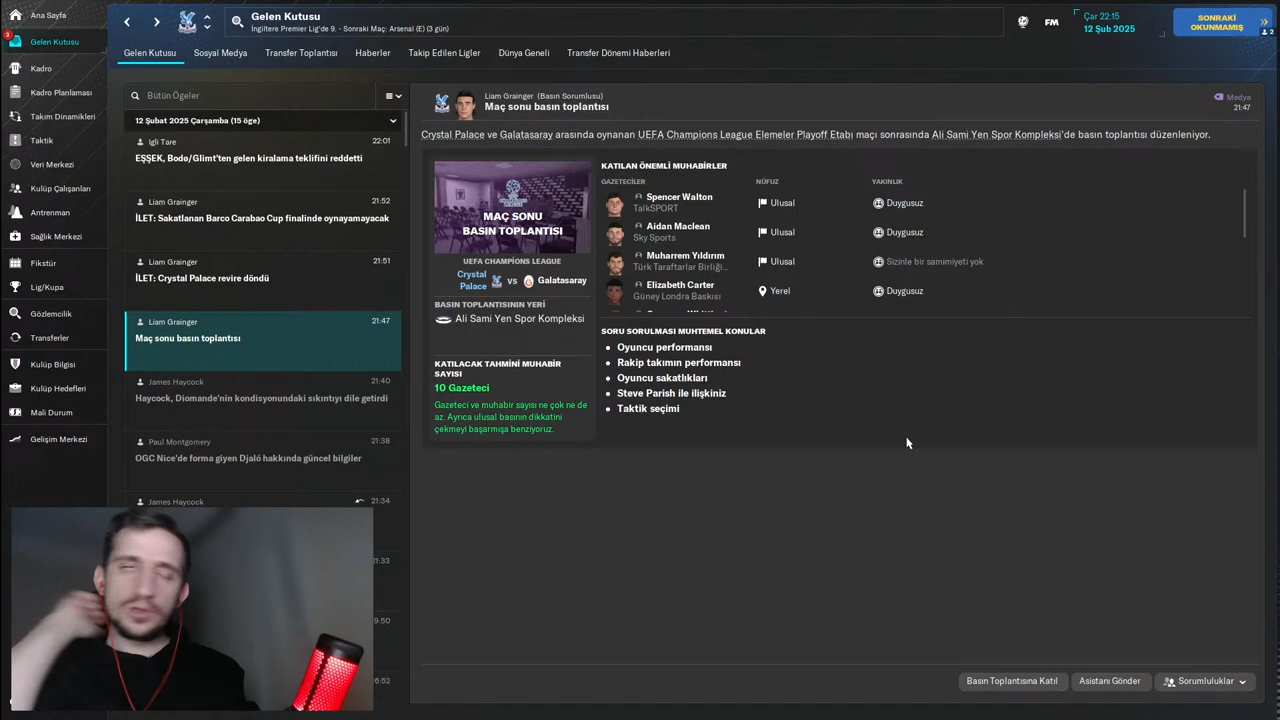 Ana Sayfa
3
Gelen Kutusu
Kadro
Kadro Planlaması
Takım Dinamikleri
Taktik
Veri Merkezi
Kulüp Çalışanları
Antrenman
Sağlık Merkezi
Fikstür
Lig/Kupa
Gözlemcilik
Transferler
Kulüp Bilgisi
Kulüp Hedefleri
Mali Durum
Gelişim Merkezi
Gelen Kutusu
İngiltere Premier Lig'de 9. - Sonraki Maç: Arsenal (E) (3 gün)
FM
Çar 22:15
12 Şub 2025
SONRAKİ
OKUNMAMIŞ
2
Gelen Kutusu Sosyal Medya Transfer Toplantısı Haberler Takip Edilen Ligler Dünya Geneli Transfer Dönemi Haberleri
Bütün Ögeler
12 Şubat 2025 Çarşamba (15 öge)
Igli Tare 22:01
EŞŞEK, Bodo/Glimt'ten gelen kiralama teklifini reddetti
Liam Grainger 21:52
İLET: Sakatlanan Barco Carabao Cup finalinde oynayamayacak
Liam Grainger 21:51
İLET: Crystal Palace revire döndü
Liam Grainger 21:47
Maç sonu basın toplantısı
James Haycock 21:40
Haycock, Diomande'nin kondisyonundaki sıkıntıyı dile getirdi
Paul Montgomery 21:38
OGC Nice'de forma giyen Djaló hakkında güncel bilgiler
James Haycock 21:34
Liam Grainger (Basın Sorumlusu)
Maç sonu basın toplantısı
Medya
21:47
Crystal Palace ve Galatasaray arasında oynanan UEFA Champions League Elemeler Playoff Etabı maçı sonrasında Ali Sami Yen Spor Kompleksi'de basın toplantısı düzenleniyor.
MAÇ SONU
BASIN TOPLANTISI
UEFA CHAMPIONS LEAGUE
Crystal Palace vs Galatasaray
BASIN TOPLANTISININ YERİ
Ali Sami Yen Spor Kompleksi
KATILACAK TAHMİNİ MUHABİR
SAYISI
10 Gazeteci
Gazeteci ve muhabir sayısı ne çok ne de
az. Ayrıca ulusal basının dikkatini
çekmeyi başarmışa benziyoruz.
KATILAN ÖNEMLİ MUHABİRLER
GAZETECİLER NÜFUZ YAKINLIK
Spencer Walton
TalkSPORT
Ulusal Duygusuz
Aidan Maclean
Sky Sports
Ulusal Duygusuz
Muharrem Yıldırım
Türk Taraftarlar Birliği...
Ulusal Sizinle bir samimiyeti yok
Elizabeth Carter
Güney Londra Baskısı
Yerel Duygusuz
SORU SORULMASI MUHTEMEL KONULAR
Oyuncu performansı
Rakip takımın performansı
Oyuncu sakatlıkları
Steve Parish ile ilişkiniz
Taktik seçimi
Basın Toplantısına Katıl Asistanı Gönder Sorumluluklar